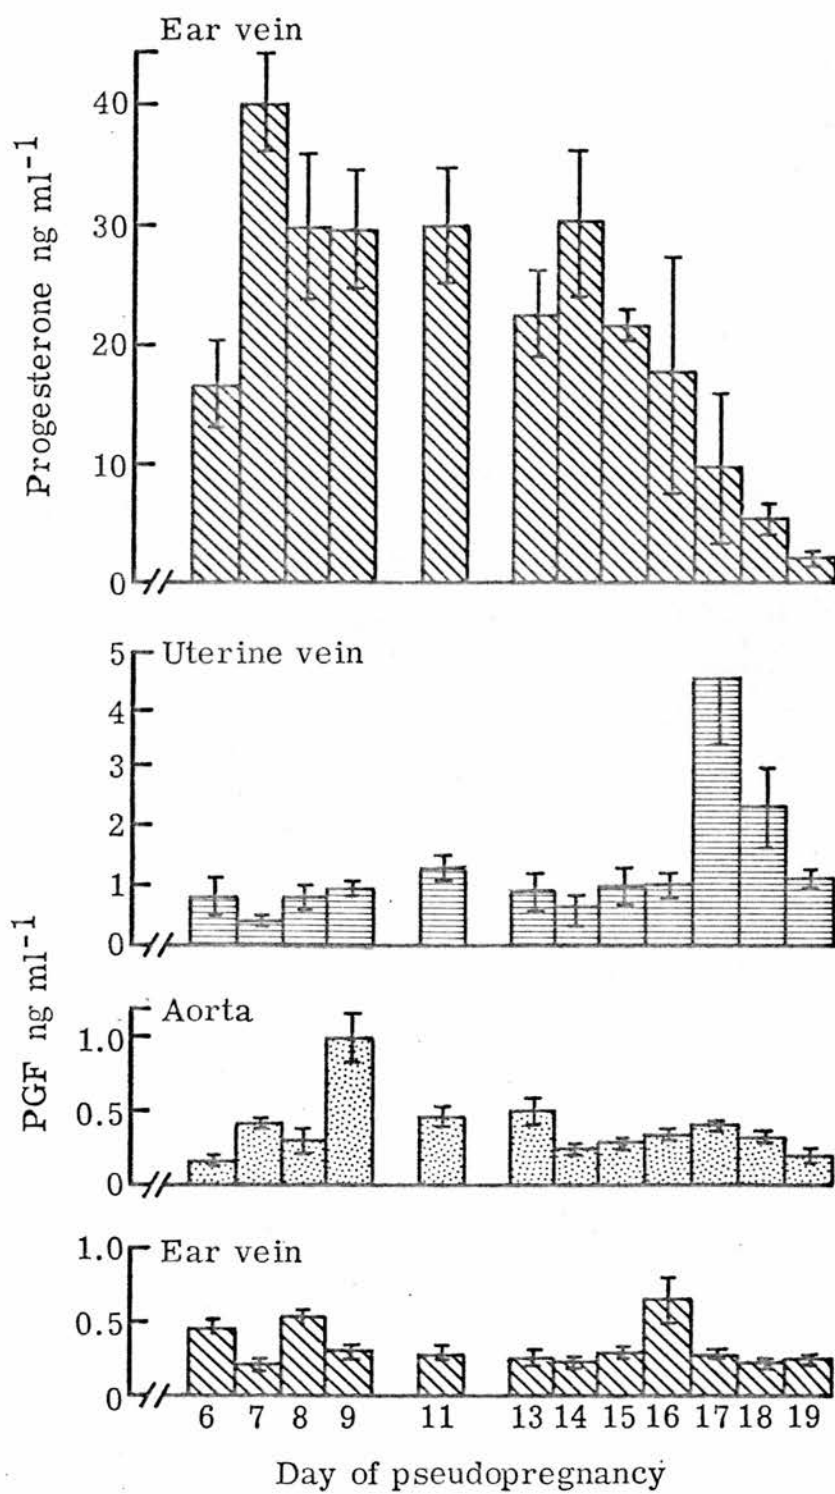 Ear vein
Progesterone ng ml⁻¹
40
30
20
10
0
Uterine vein
5
4
3
2
1
0
PGF ng ml⁻¹
Aorta
1.0
0.5
0
Ear vein
1.0
0.5
0
6 7 8 9 11 13 14 15 16 17 18 19
Day of pseudopregnancy